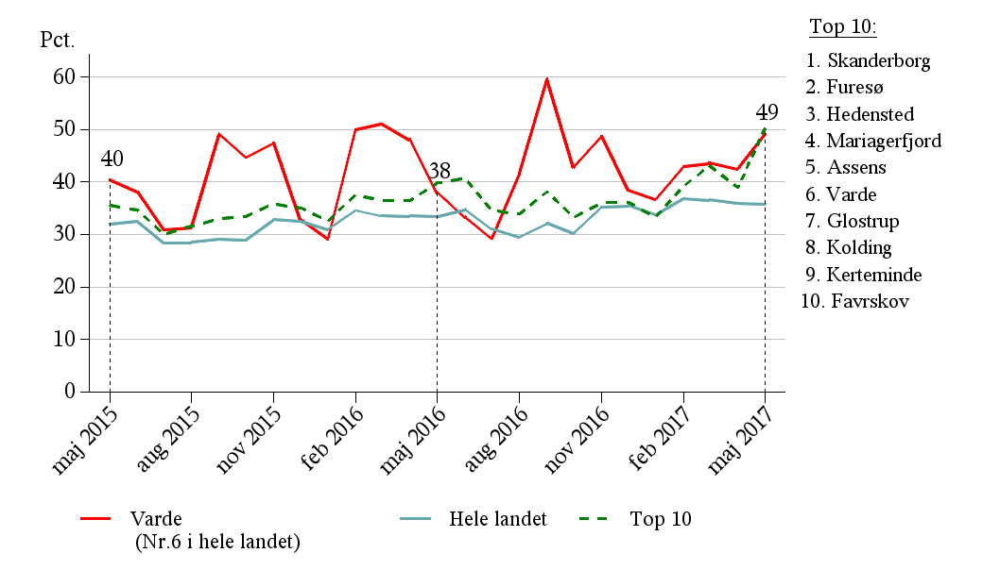 Top 10:
Pct.
1. Skanderborg
2. Furesø
3. Hedensted
4. Mariagerfjord
5. Assens
6. Varde
7. Glostrup
8. Kolding
9. Kerteminde
10. Favrskov
60
50
40
30
20
10
0
40
38
49
maj 2015
aug 2015
nov 2015
feb 2016
maj 2016
aug 2016
nov 2016
feb 2017
maj 2017
Varde
(Nr.6 i hele landet)
Hele landet
Top 10